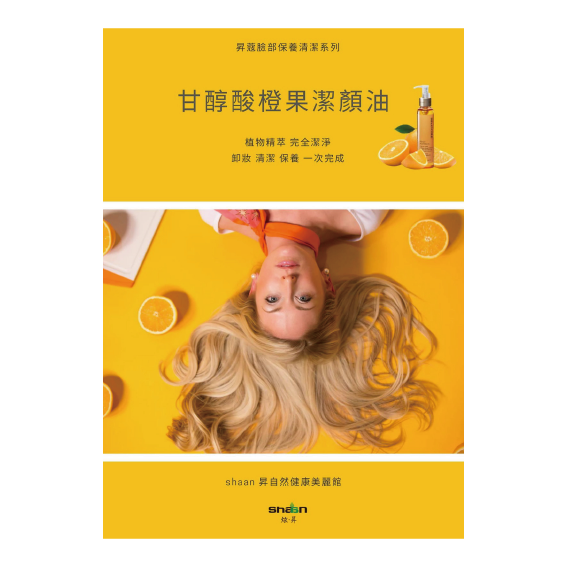 昇蔻臉部保養清潔系列
甘醇酸橙果潔顏油
植物精萃 完全潔淨
卸妝 清潔 保養 一次完成
shaan 昇自然健康美麗館
shaan
炫·昇